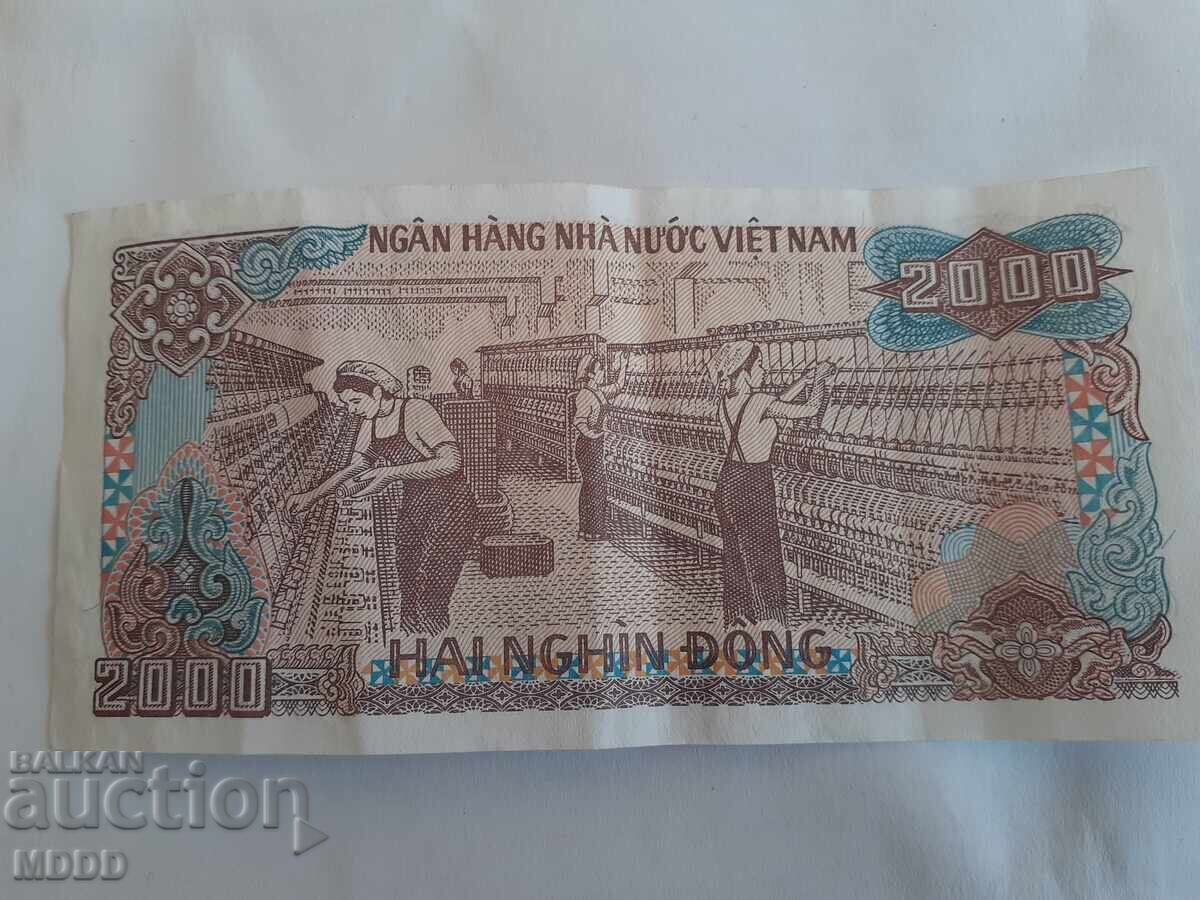 NGÂN HÀNG NHÀ NƯỚC VIỆT NAM
2000
HAI NGHÌN ĐỒNG
2000
BALKAN
auction
MDDD